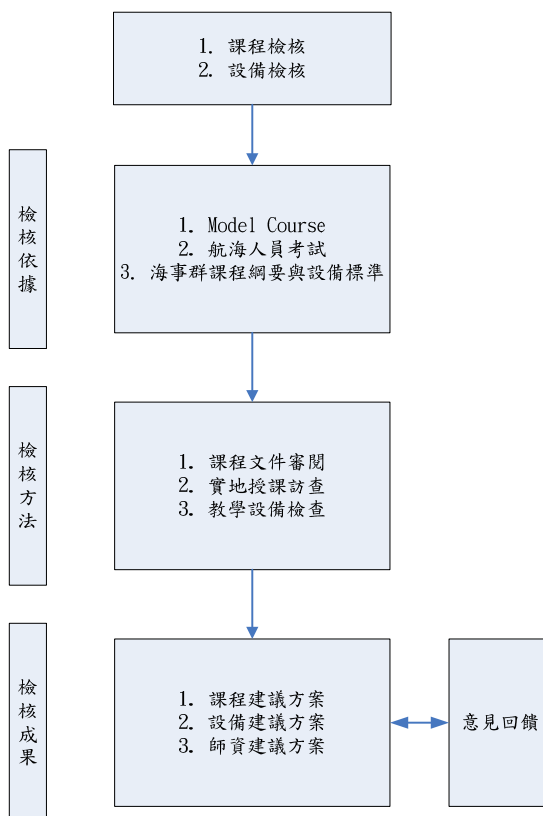 1. 課程檢核
2. 設備檢核
檢核依據
1. Model Course
2. 航海人員考試
3. 海事群課程綱要與設備標準
檢核方法
1. 課程文件審閱
2. 實地授課訪查
3. 教學設備檢查
檢核成果
1. 課程建議方案
2. 設備建議方案
3. 師資建議方案
意見回饋